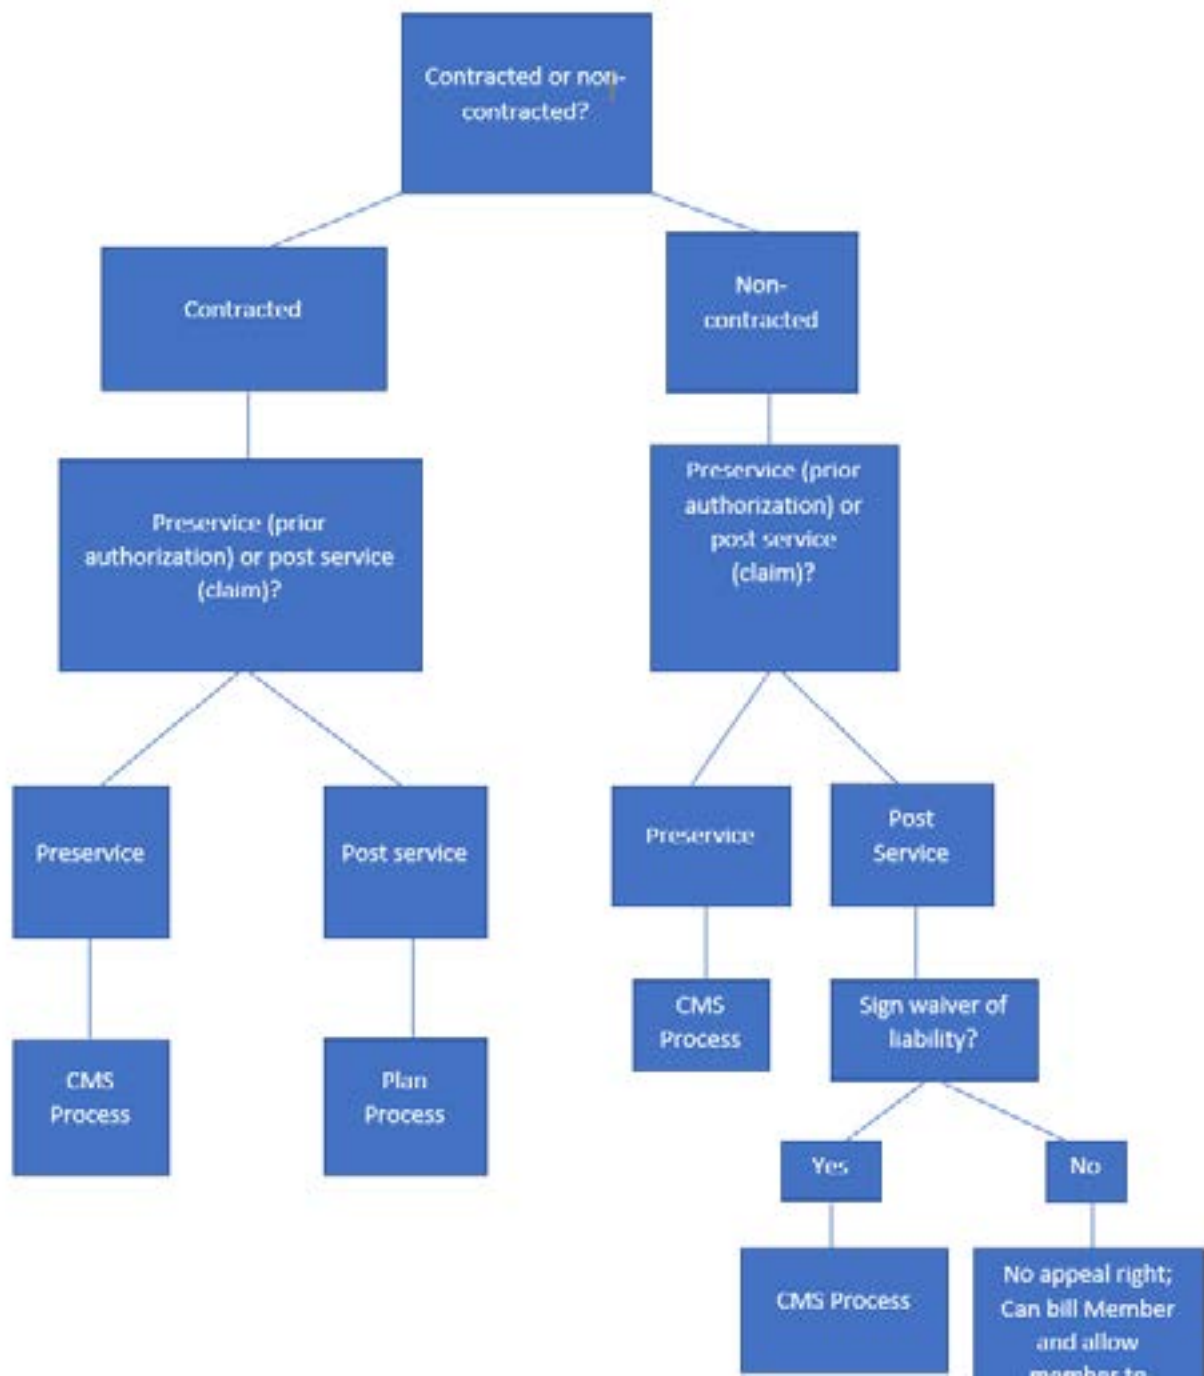 Contracted or non-
contracted?
Contracted
Non-
contracted
Preservice (prior
authorization) or post service
(claim)?
Preservice (prior
authorization) or
post service
(claim)?
Preservice
Post service
Preservice
Post
Service
CMS
Process
Plan
Process
CMS
Process
Sign waiver of
liability?
Yes
No
CMS Process
No appeal right;
Can bill Member
and allow
member to